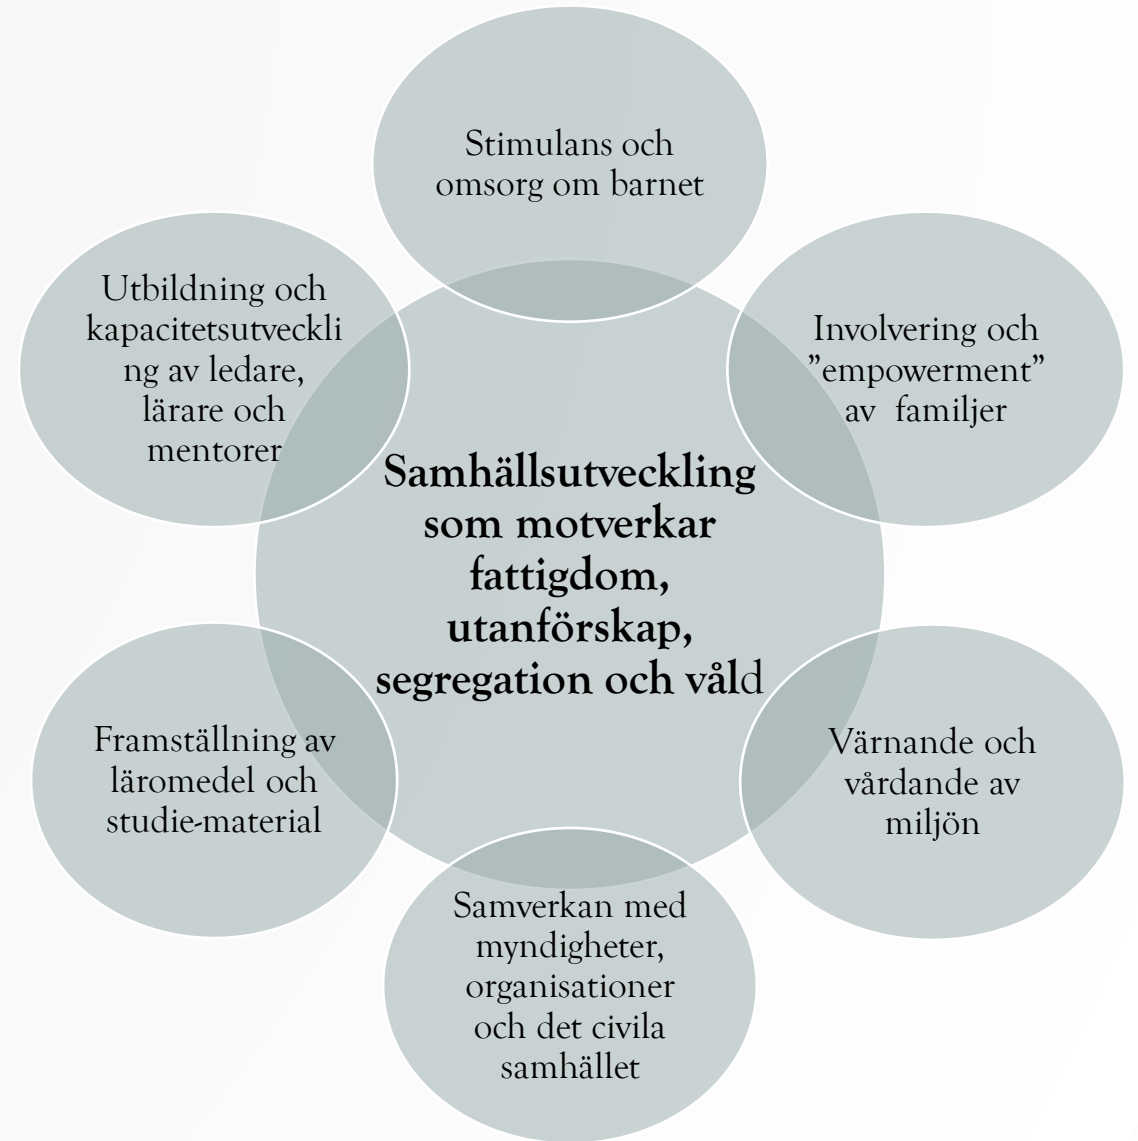 Stimulans och
omsorg om barnet
Utbildning och
kapacitetsutveckli
ng av ledare,
lärare och
mentorer
Involvering och
”empowerment”
av familjer
Samhällsutveckling
som motverkar
fattigdom,
utanförskap,
segregation och våld
Framställning av
läromedel och
studie-material
Värnande och
vårdande av
miljön
Samverkan med
myndigheter,
organisationer
och det civila
samhället